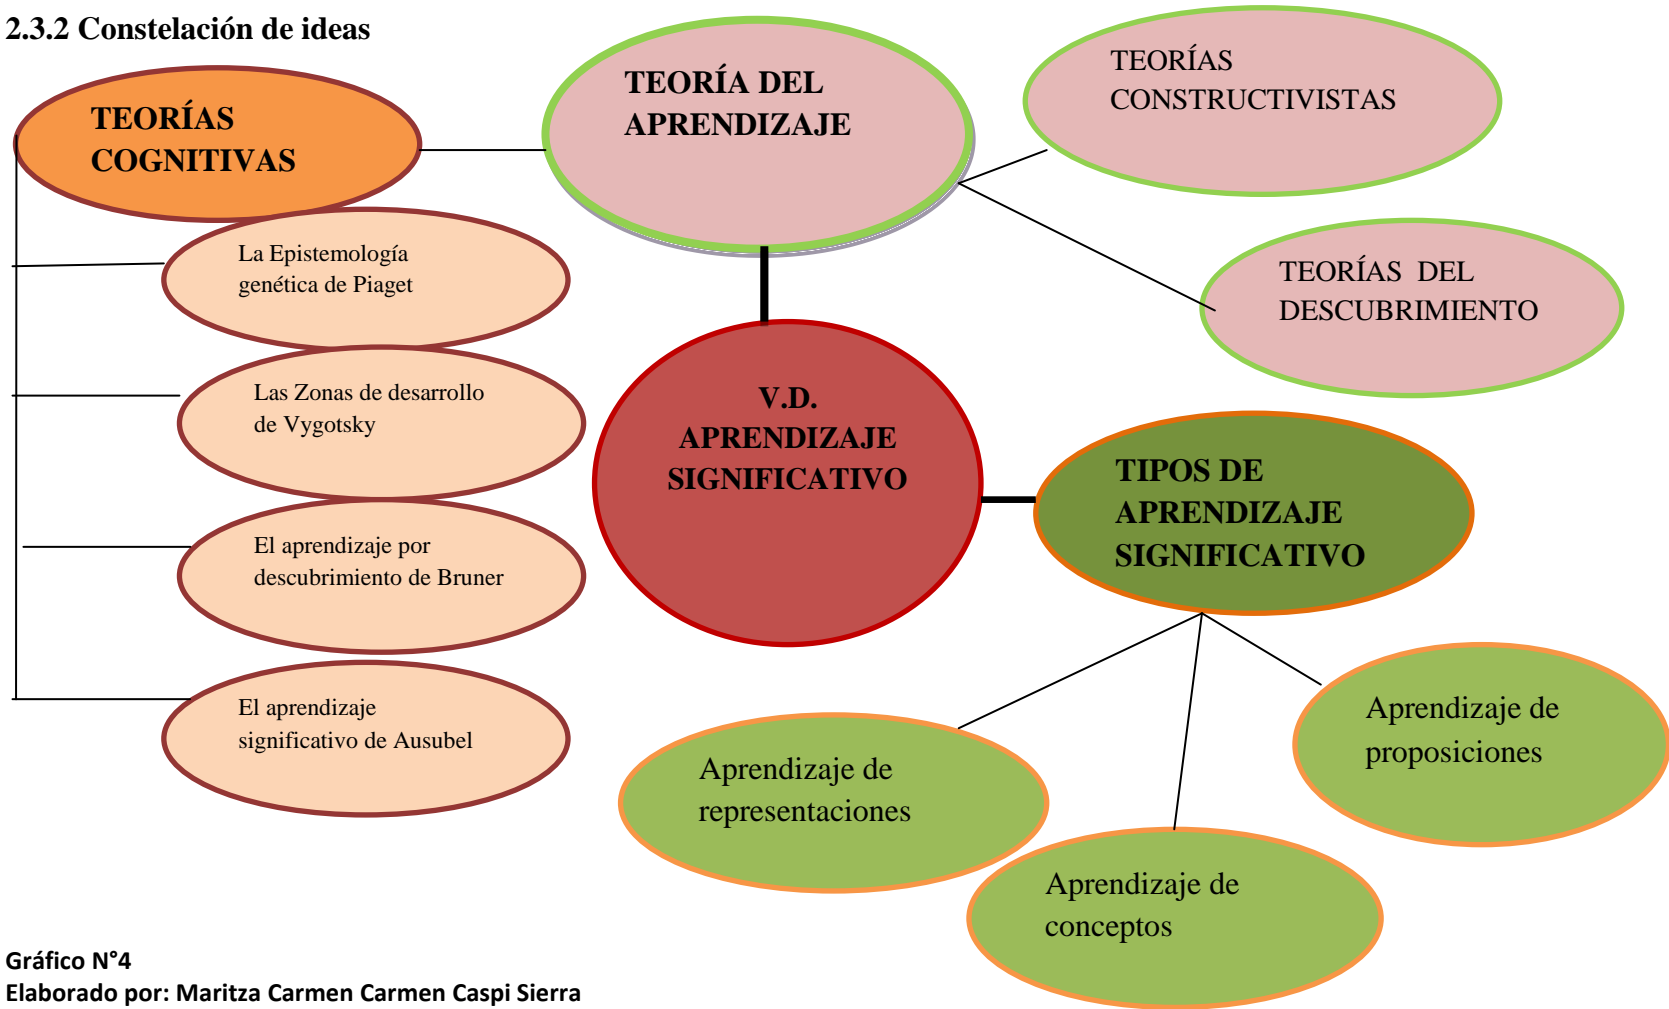 2.3.2 Constelación de ideas
TEORÍAS
COGNITIVAS
TEORÍA DEL
APRENDIZAJE
TEORÍAS
CONSTRUCTIVISTAS
TEORÍAS  DEL
DESCUBRIMIENTO
La Epistemología
genética de Piaget
Las Zonas de desarrollo
de Vygotsky
El aprendizaje por
descubrimiento de Bruner
El aprendizaje
significativo de Ausubel
V.D.
APRENDIZAJE
SIGNIFICATIVO
TIPOS DE
APRENDIZAJE
SIGNIFICATIVO
Aprendizaje de
representaciones
Aprendizaje de
conceptos
Aprendizaje de
proposiciones
Gráfico N°4
Elaborado por: Maritza Carmen Carmen Caspi Sierra